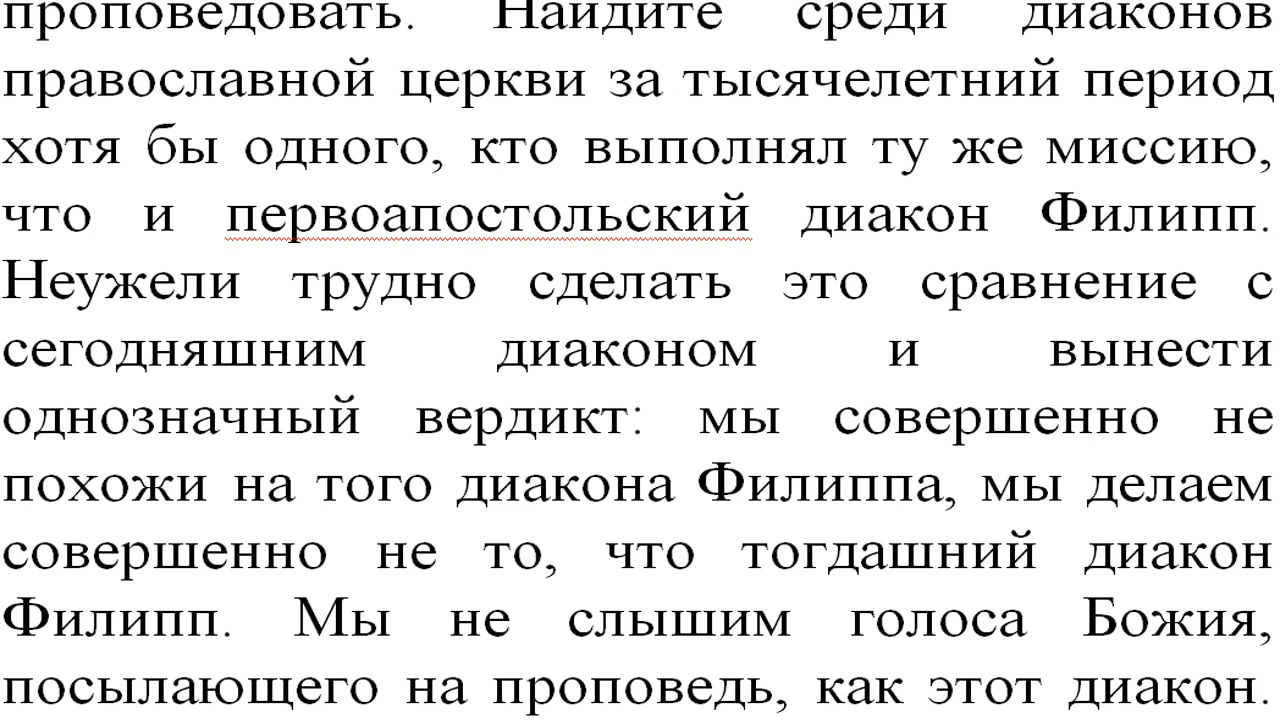 проповедовать. Найдите среди диаконов
православной церкви за тысячелетний период
хотя бы одного, кто выполнял ту же миссию,
что и первоапостольский диакон Филипп.
Неужели трудно сделать это сравнение с
сегодняшним диаконом и вынести
однозначный вердикт: мы совершенно не
похожи на того диакона Филиппа, мы делаем
совершенно не то, что тогдашний диакон
Филипп. Мы не слышим голоса Божия,
посылающего на проповедь, как этот диакон.